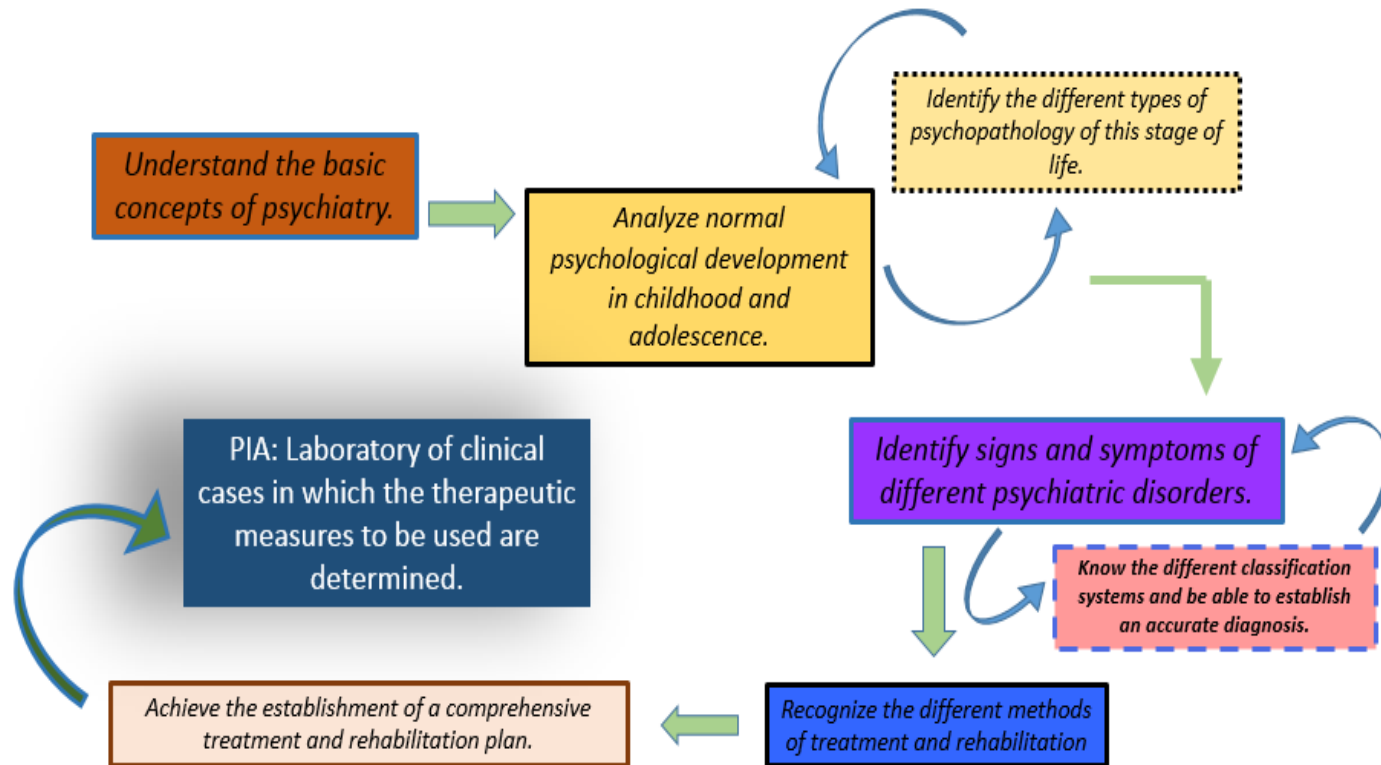 Understand the basic
concepts of psychiatry.
Analyze normal
psychological development
in childhood and
adolescence.
Identify the different types of
psychopathology of this stage of
life.
Identify signs and symptoms of
different psychiatric disorders.
Know the different classification
systems and be able to establish
an accurate diagnosis.
Recognize the different methods
of treatment and rehabilitation
Achieve the establishment of a comprehensive
treatment and rehabilitation plan.
PIA: Laboratory of clinical
cases in which the therapeutic
measures to be used are
determined.